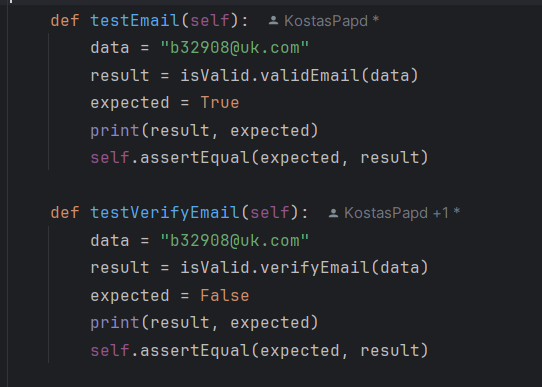 def testEmail(self): KostasPapd *
data = "b32908@uk.com"
result = isValid.validEmail(data)
expected = True
print(result, expected)
self.assertEqual(expected, result)
def testVerifyEmail(self): KostasPapd +1 *
data = "b32908@uk.com"
result = isValid.verifyEmail(data)
expected = False
print(result, expected)
self.assertEqual(expected, result)